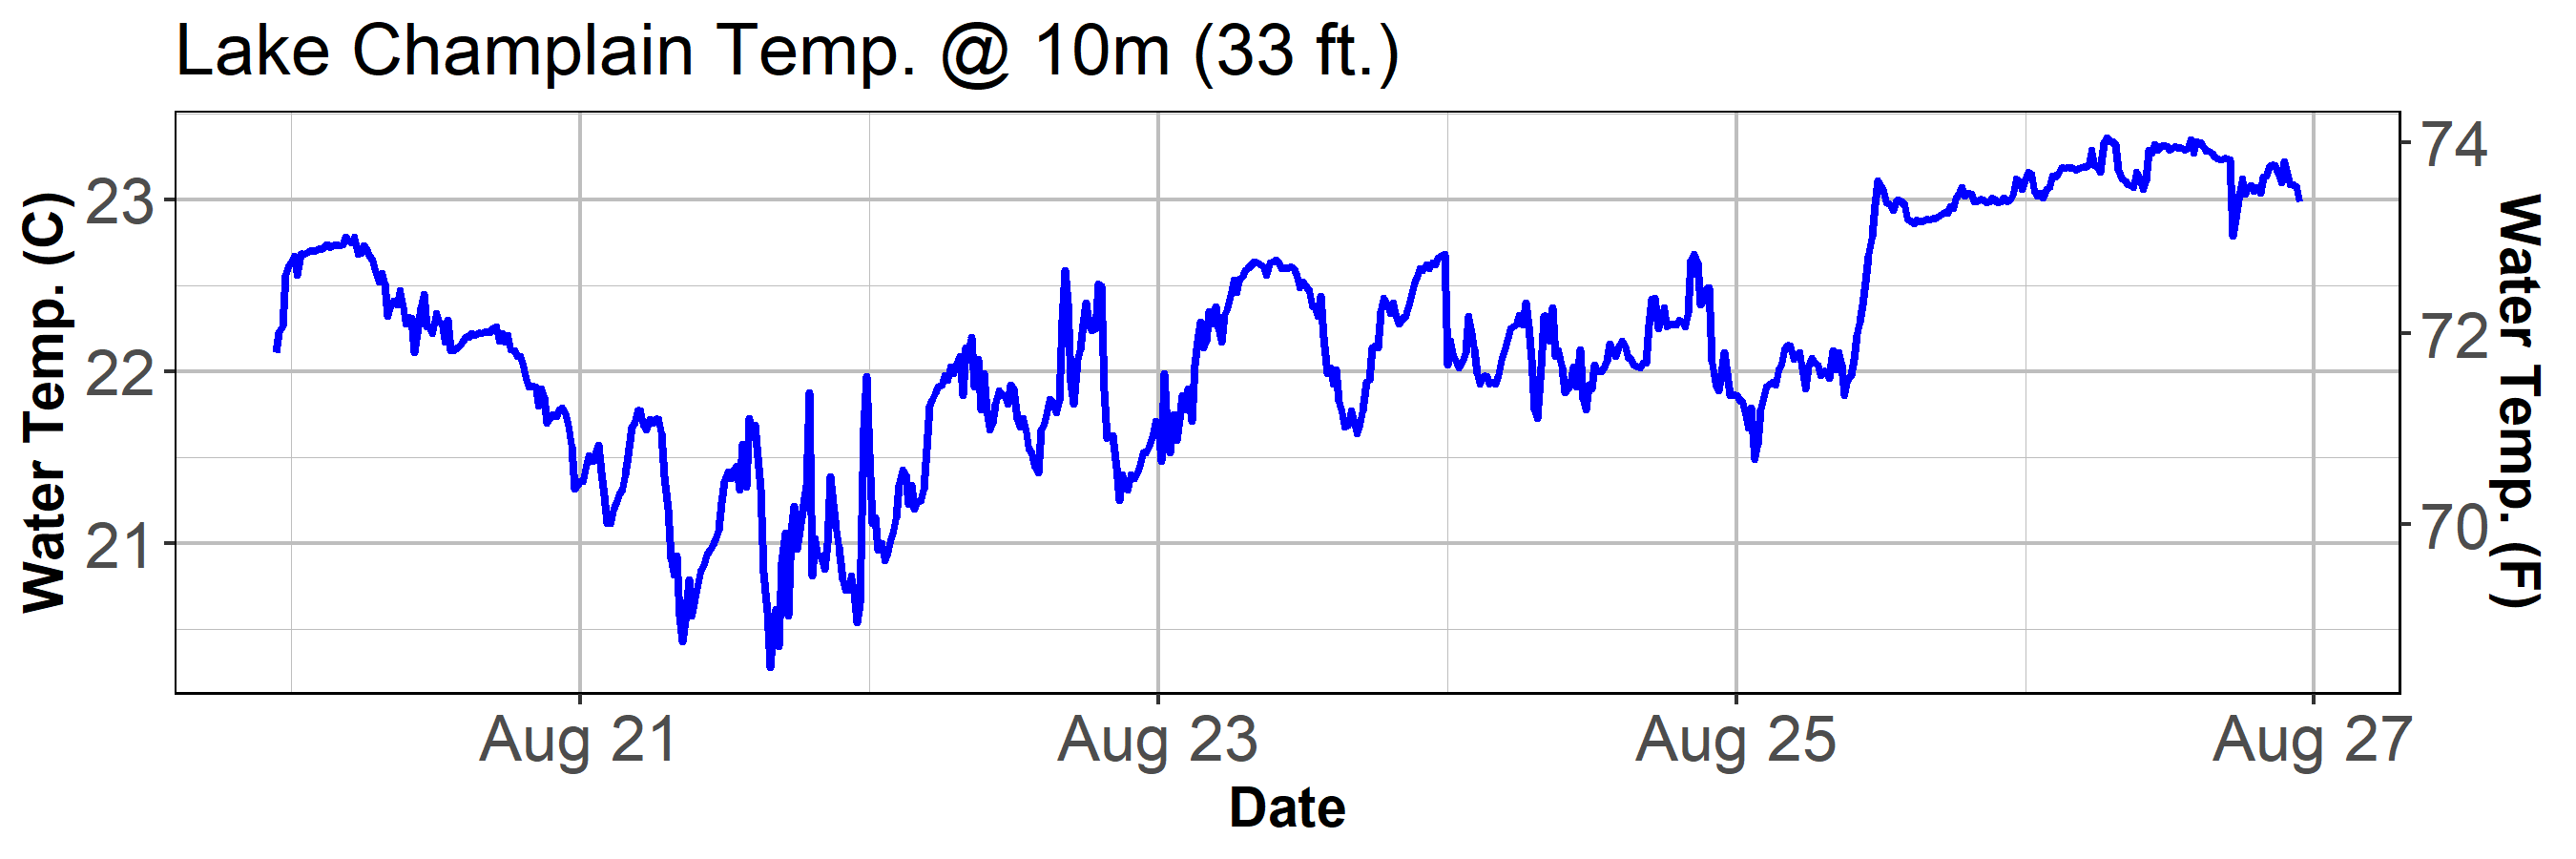 Lake Champlain Temp. @ 10m (33 ft.)
Water Temp. (C)
23
22
21
74
72
70
Water Temp. (F)
Aug 21
Aug 23
Aug 25
Aug 27
Date